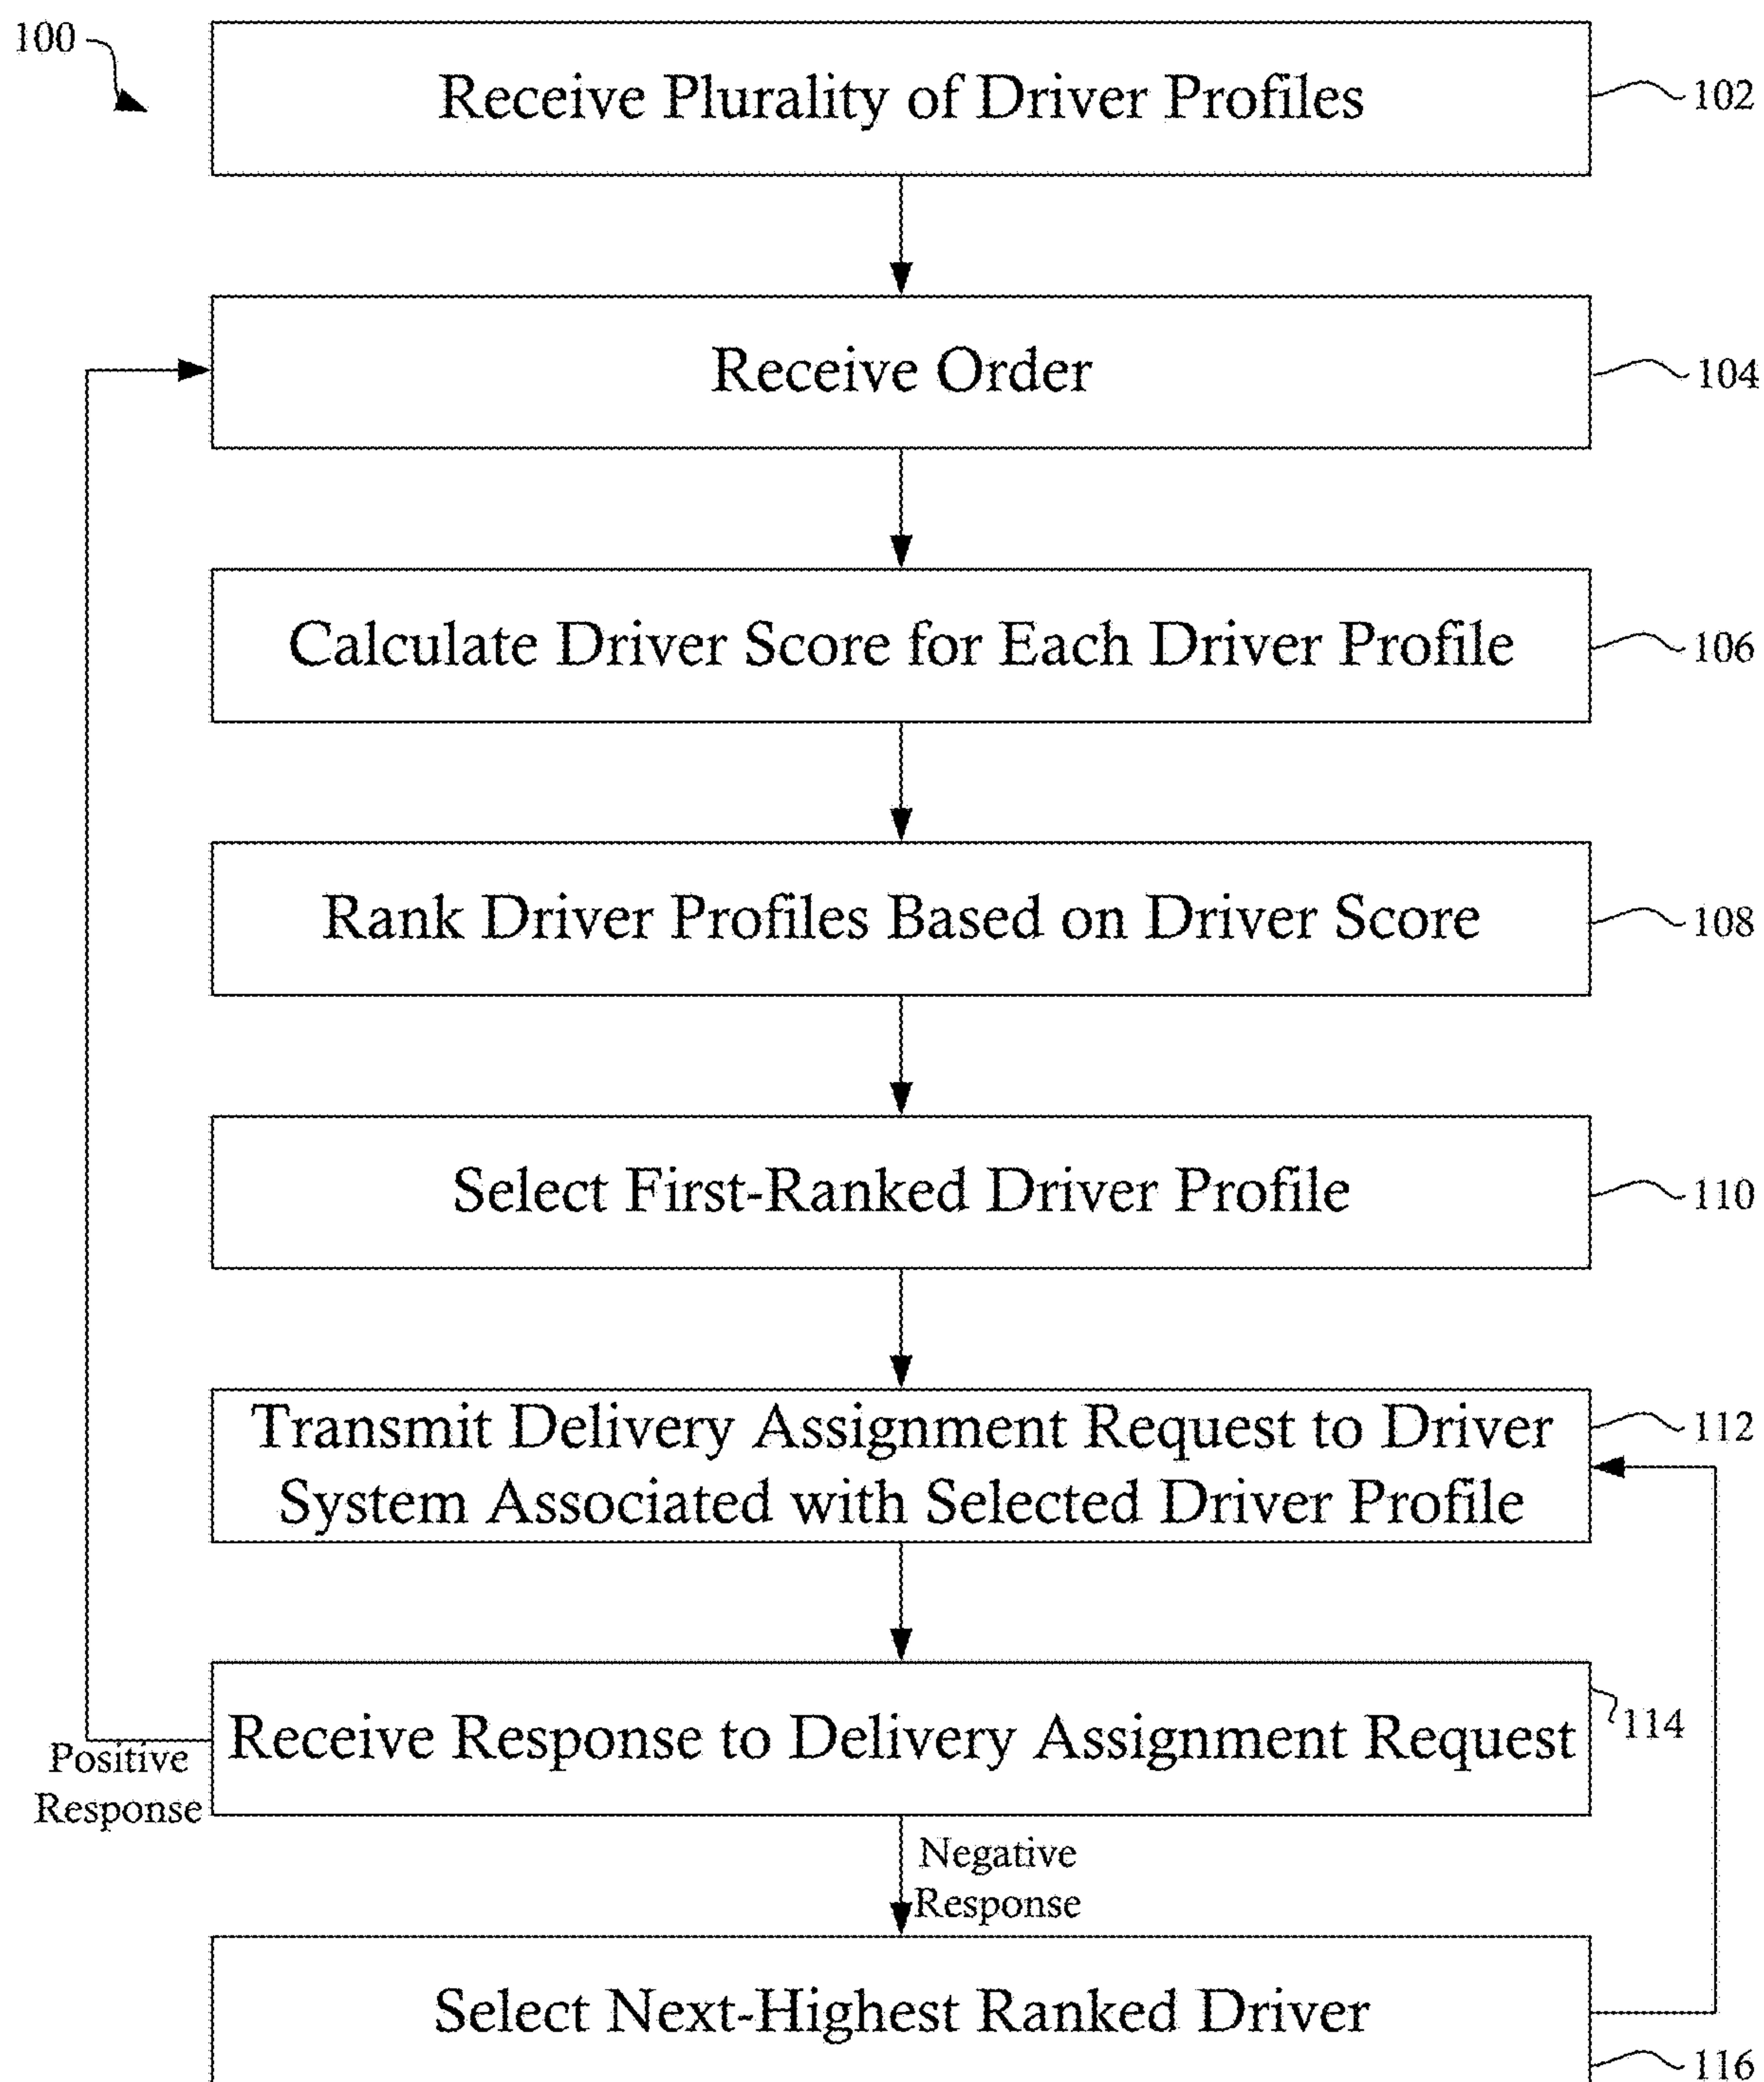 100
Receive Plurality of Driver Profiles
102
Receive Order
104
Calculate Driver Score for Each Driver Profile
106
Rank Driver Profiles Based on Driver Score
108
Select First-Ranked Driver Profile
110
Transmit Delivery Assignment Request to Driver
System Associated with Selected Driver Profile
112
Receive Response to Delivery Assignment Request
114
Positive
Response
Negative
Response
Select Next-Highest Ranked Driver
116